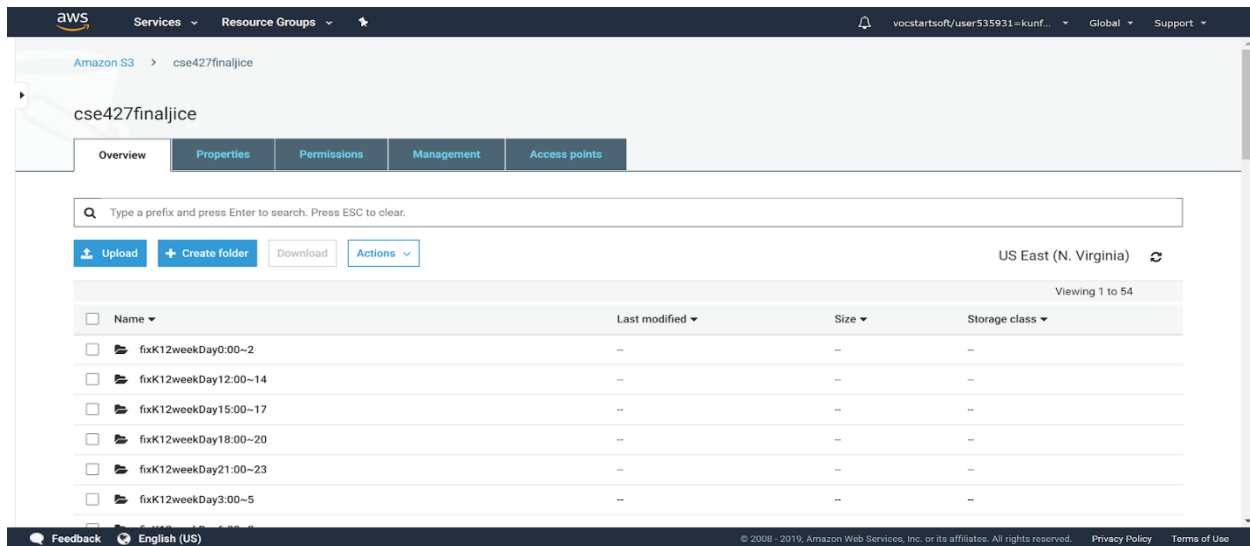 aws Services Resource Groups vocstartsoft/user535931=kunf... Global Support
Amazon S3 > cse427finaljice
cse427finaljice
Overview Properties Permissions Management Access points
Type a prefix and press Enter to search. Press ESC to clear.
Upload + Create folder Download Actions US East (N. Virginia)
Viewing 1 to 54
Name Last modified Size Storage class
fixK12weekDay0:00~2 -- -- --
fixK12weekDay12:00~14 -- -- --
fixK12weekDay15:00~17 -- -- --
fixK12weekDay18:00~20 -- -- --
fixK12weekDay21:00~23 -- -- --
fixK12weekDay3:00~5 -- -- --
Feedback English (US) © 2008 - 2019, Amazon Web Services, Inc. or its affiliates. All rights reserved. Privacy Policy Terms of Use